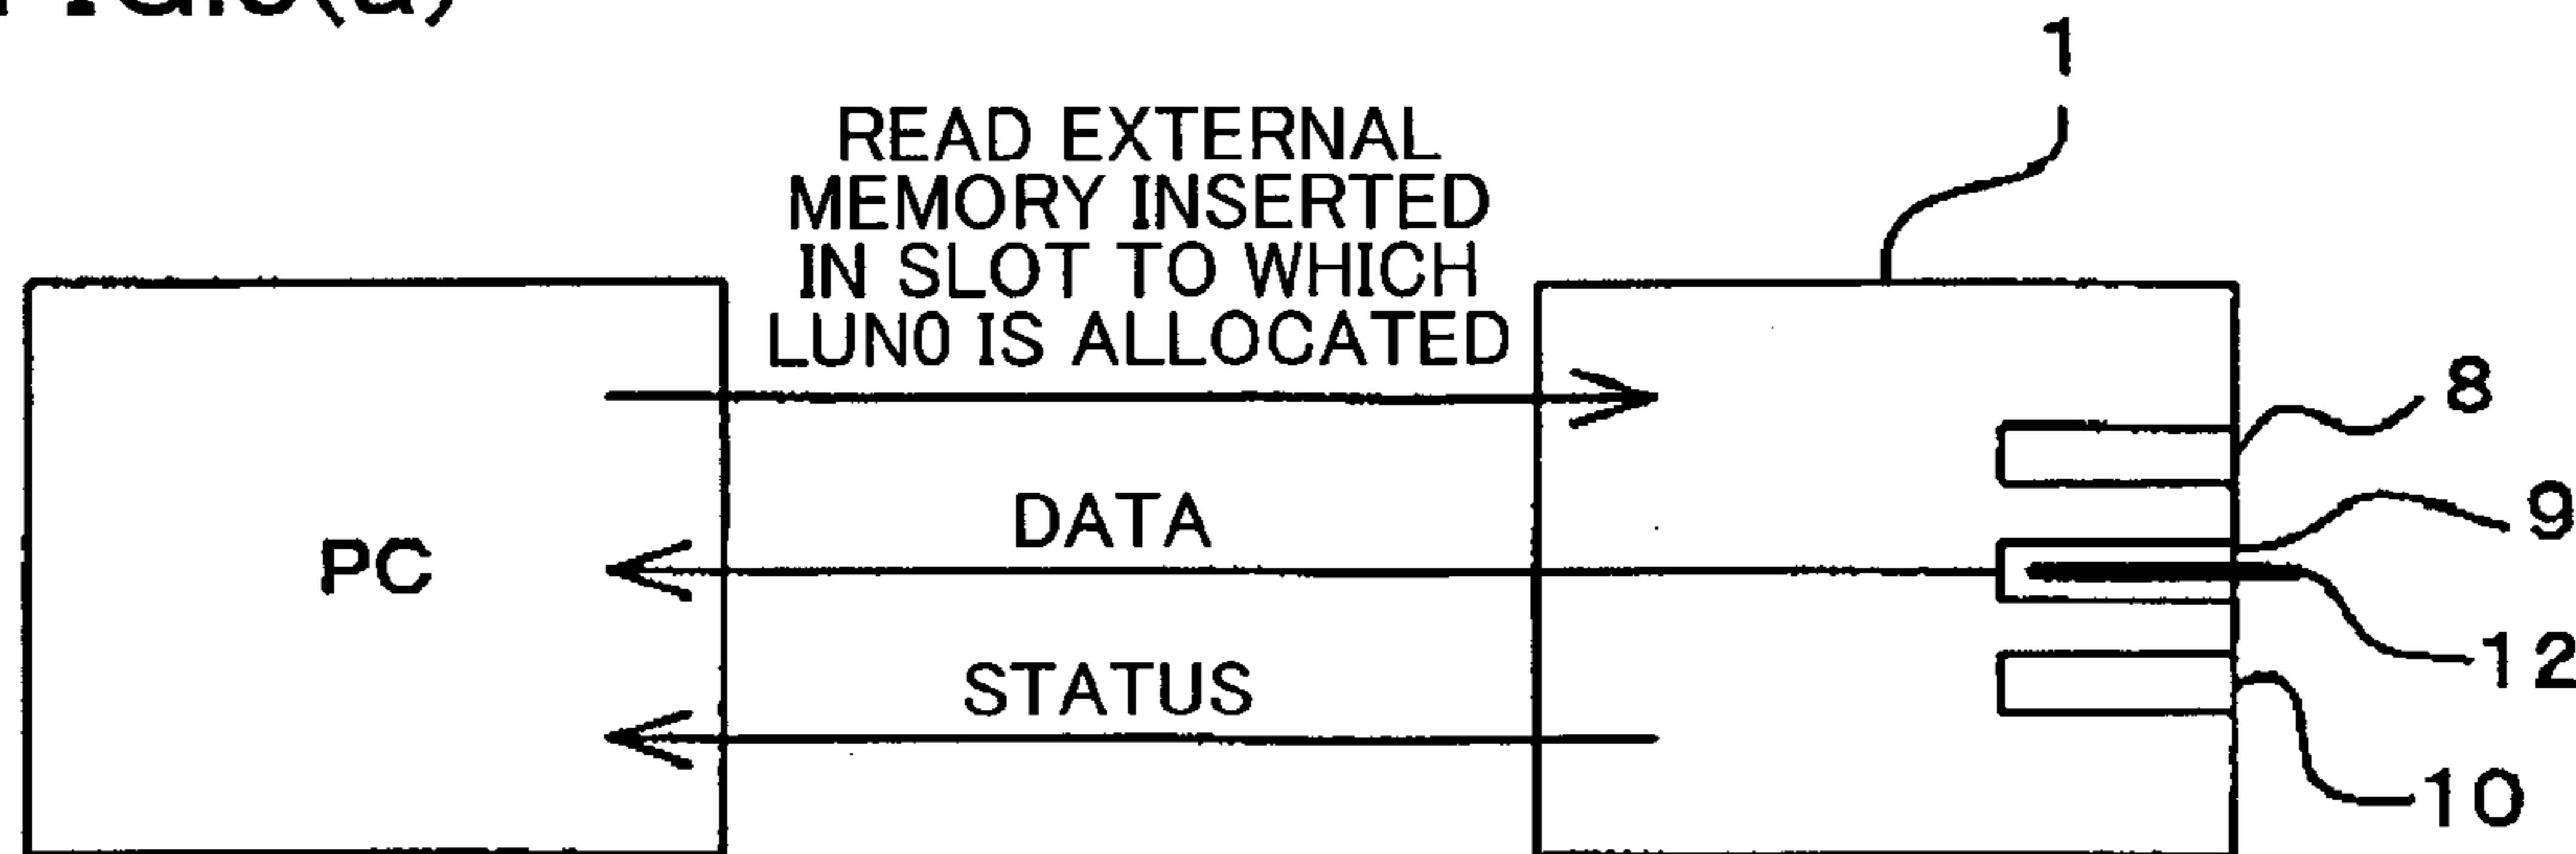 1
READ EXTERNAL
MEMORY INSERTED
IN SLOT TO WHICH
LUN0 IS ALLOCATED
8
DATA
9
PC
12
STATUS
10